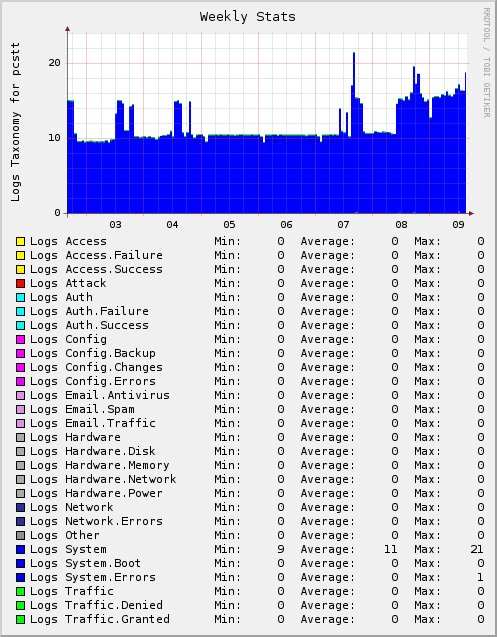 Weekly Stats
RRDTOOL / TOBI OETIKER
Logs Taxonomy for pcstt
20
10
0
03 04 05 06 07 08 09
Logs Access Min: 0 Average: 0 Max: 0
Logs Access.Failure Min: 0 Average: 0 Max: 0
Logs Access.Success Min: 0 Average: 0 Max: 0
Logs Attack Min: 0 Average: 0 Max: 0
Logs Auth Min: 0 Average: 0 Max: 0
Logs Auth.Failure Min: 0 Average: 0 Max: 0
Logs Auth.Success Min: 0 Average: 0 Max: 0
Logs Config Min: 0 Average: 0 Max: 0
Logs Config.Backup Min: 0 Average: 0 Max: 0
Logs Config.Changes Min: 0 Average: 0 Max: 0
Logs Config.Errors Min: 0 Average: 0 Max: 0
Logs Email.Antivirus Min: 0 Average: 0 Max: 0
Logs Email.Spam Min: 0 Average: 0 Max: 0
Logs Email.Traffic Min: 0 Average: 0 Max: 0
Logs Hardware Min: 0 Average: 0 Max: 0
Logs Hardware.Disk Min: 0 Average: 0 Max: 0
Logs Hardware.Memory Min: 0 Average: 0 Max: 0
Logs Hardware.Network Min: 0 Average: 0 Max: 0
Logs Hardware.Power Min: 0 Average: 0 Max: 0
Logs Network Min: 0 Average: 0 Max: 0
Logs Network.Errors Min: 0 Average: 0 Max: 0
Logs Other Min: 0 Average: 0 Max: 0
Logs System Min: 9 Average: 11 Max: 21
Logs System.Boot Min: 0 Average: 0 Max: 0
Logs System.Errors Min: 0 Average: 0 Max: 1
Logs Traffic Min: 0 Average: 0 Max: 0
Logs Traffic.Denied Min: 0 Average: 0 Max: 0
Logs Traffic.Granted Min: 0 Average: 0 Max: 0